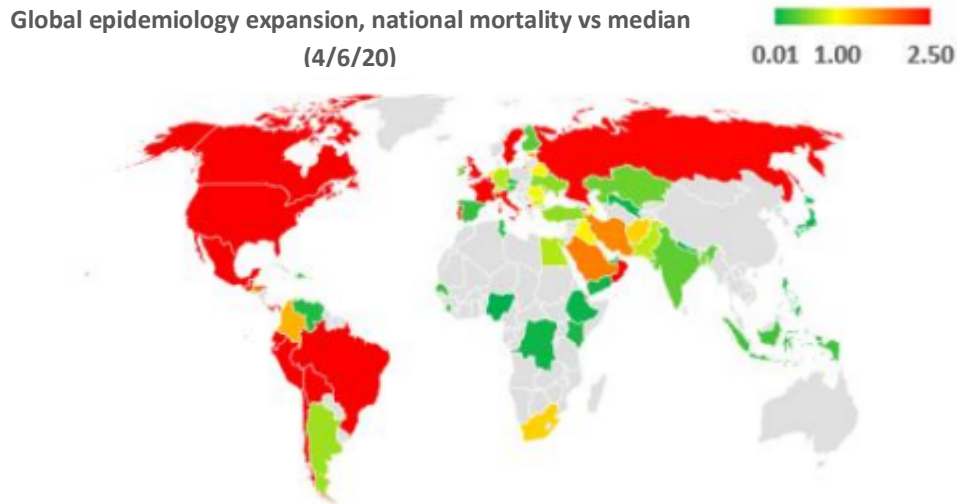 Global epidemiology expansion, national mortality vs median
(4/6/20)
0.01 1.00 2.50